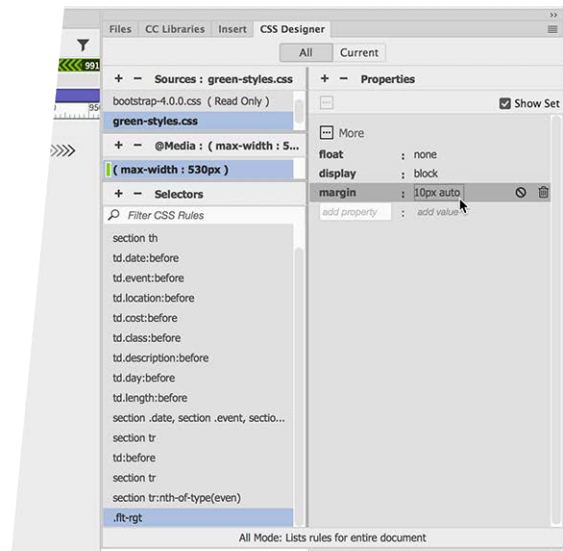 Files CC Libraries Insert CSS Designer
All Current
991
+ − Sources : green-styles.css
+ − Properties
bootstrap-4.0.0.css ( Read Only )
Show Set
green-styles.css
More
+ − @Media : ( max-width : 5...
float : none
( max-width : 530px )
display : block
+ − Selectors
margin : 10px auto
Filter CSS Rules
add property : add value
section th
td.date:before
td.event:before
td.location:before
td.cost:before
td.class:before
td.description:before
td.day:before
td.length:before
section .date, section .event, sectio...
section tr
td:before
section tr
section tr:nth-of-type(even)
.flt-rgt
All Mode: Lists rules for entire document